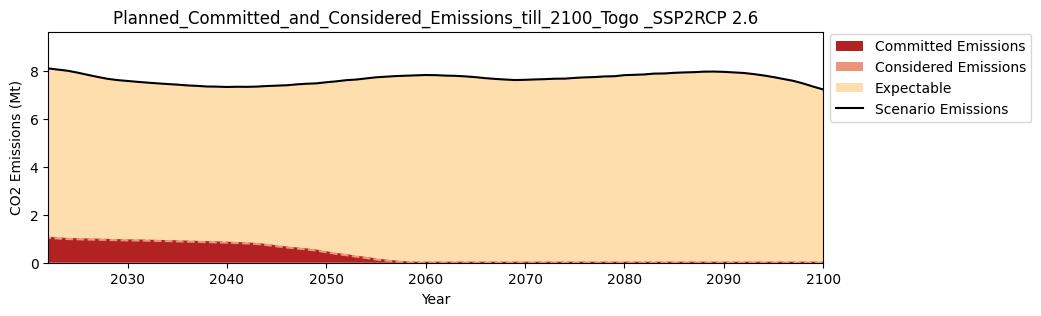 Planned_Committed_and_Considered_Emissions_till_2100_Togo _SSP2RCP 2.6
Committed Emissions
Considered Emissions
Expectable
Scenario Emissions
CO2 Emissions (Mt)
8
6
4
2
0
2030 2040 2050 2060 2070 2080 2090 2100
Year